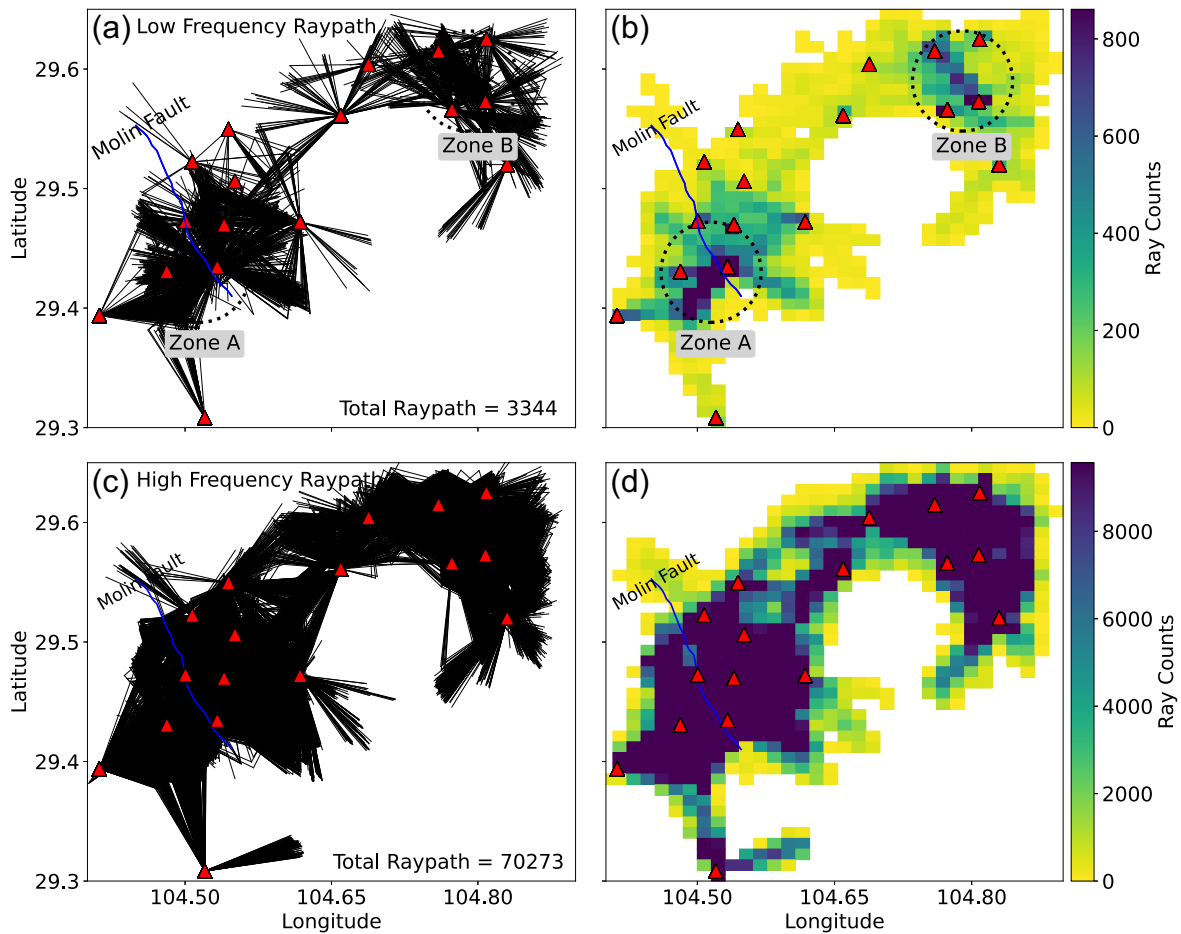 (a) Low Frequency Raypath
Molin Fault
Zone B
Zone A
Total Raypath = 3344
Latitude
29.6
29.5
29.4
29.3
(b)
Molin Fault
Zone B
Zone A
800
600
400
200
0
Ray Counts
(c) High Frequency Raypath
Molin Fault
Total Raypath = 70273
Latitude
29.6
29.5
29.4
29.3
104.50 104.65 104.80
Longitude
(d)
Molin Fault
104.50 104.65 104.80
Longitude
8000
6000
4000
2000
0
Ray Counts